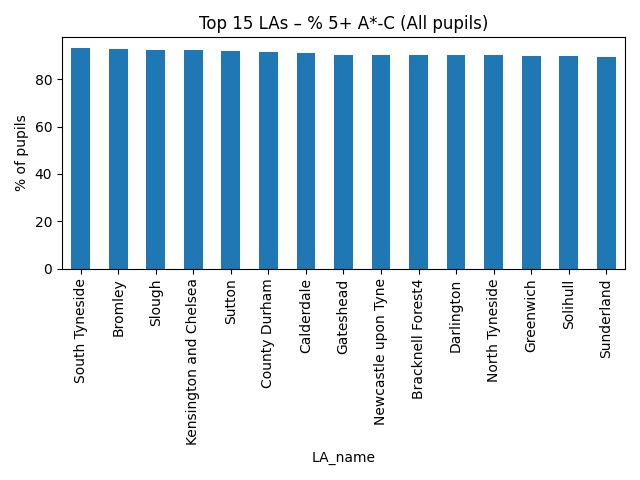 Top 15 LAs – % 5+ A*-C (All pupils)
% of pupils
80
60
40
20
0
South Tyneside
Bromley
Slough
Kensington and Chelsea
Sutton
County Durham
Calderdale
Gateshead
Newcastle upon Tyne
Bracknell Forest4
Darlington
North Tyneside
Greenwich
Solihull
Sunderland
LA_name